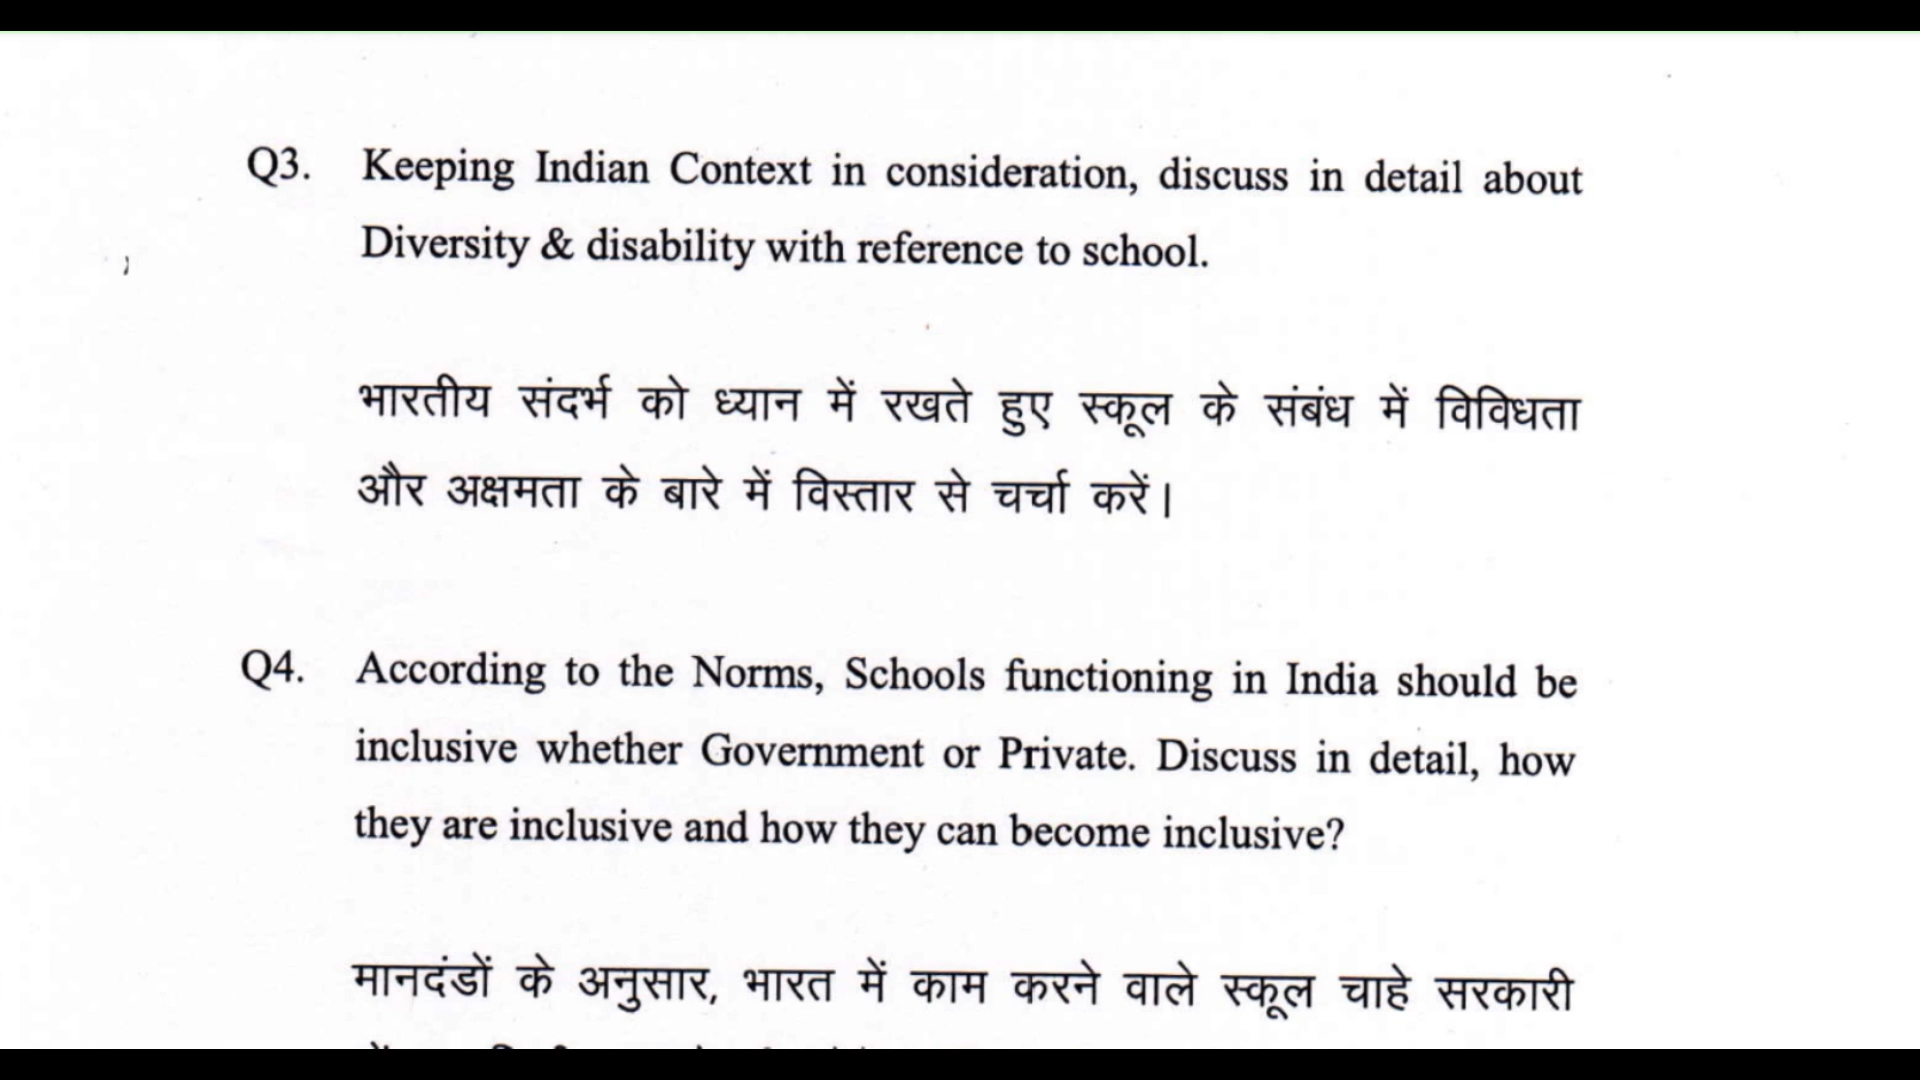 Q3. Keeping Indian Context in consideration, discuss in detail about
Diversity & disability with reference to school.
भारतीय संदर्भ को ध्यान में रखते हुए स्कूल के संबंध में विविधता
और अक्षमता के बारे में विस्तार से चर्चा करें।
Q4. According to the Norms, Schools functioning in India should be
inclusive whether Government or Private. Discuss in detail, how
they are inclusive and how they can become inclusive?
मानदंडों के अनुसार, भारत में काम करने वाले स्कूल चाहे सरकारी